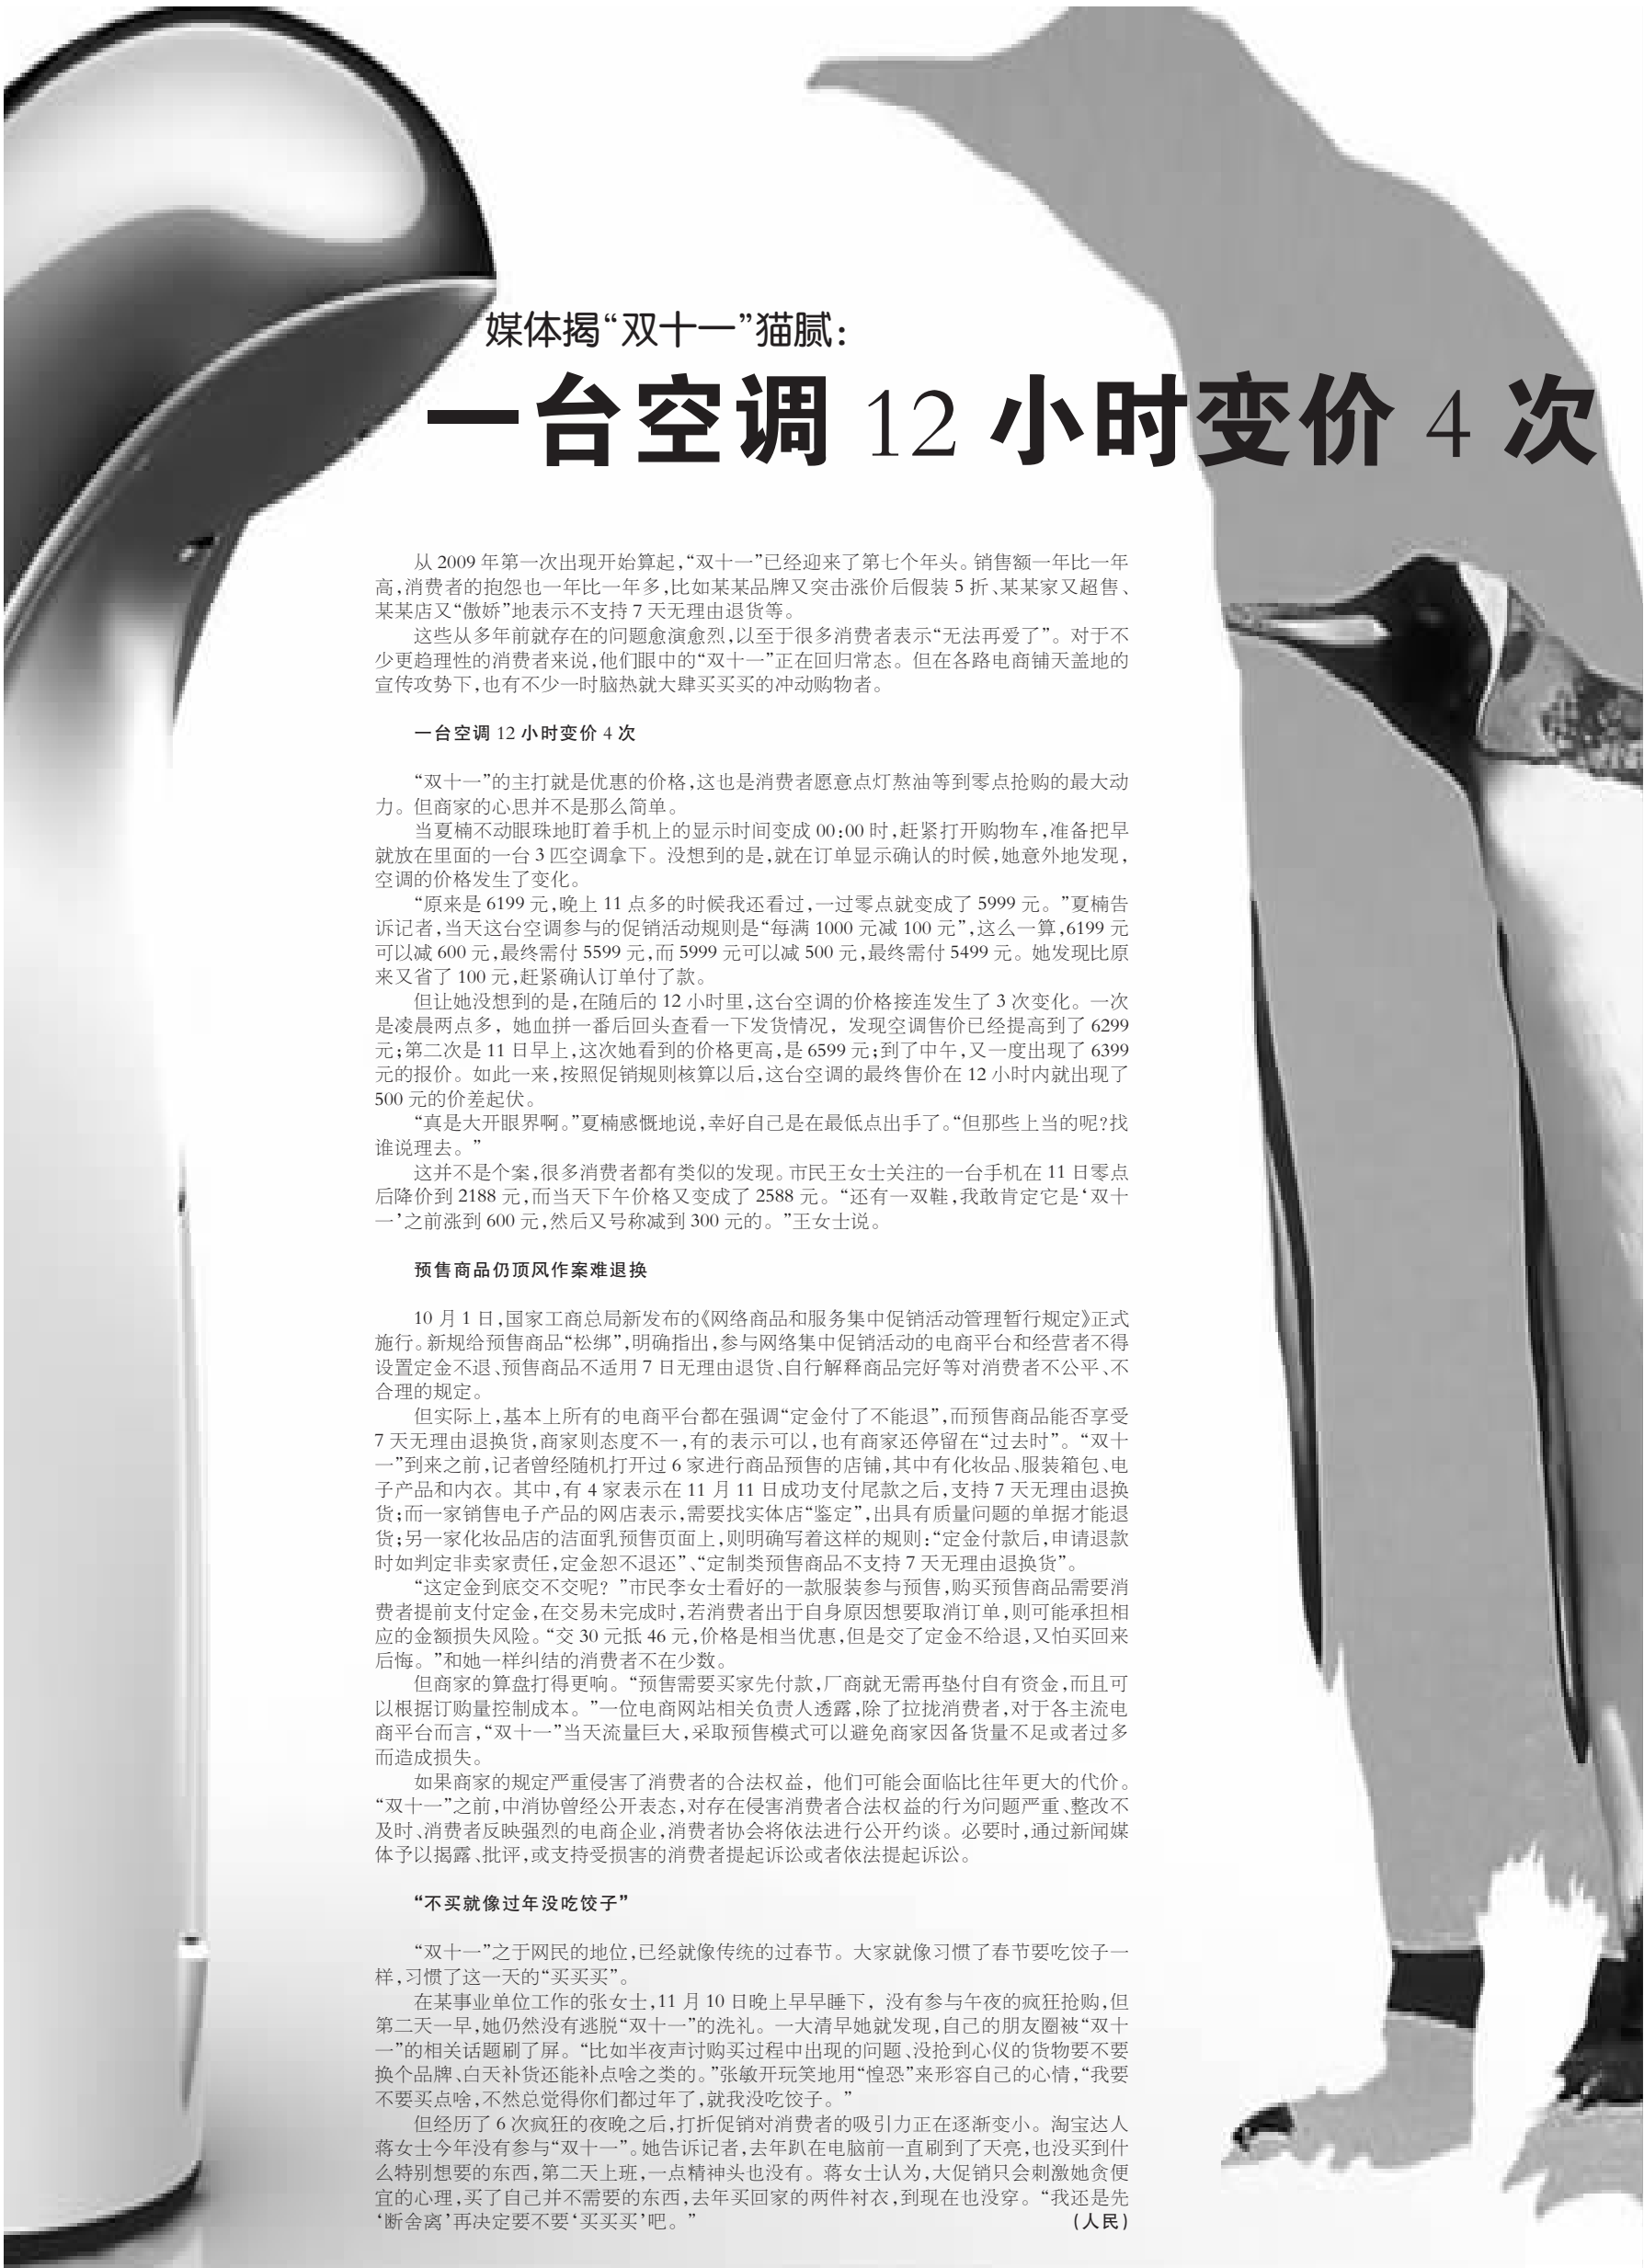 媒体揭“双十一”猫腻：
一台空调 12 小时变价 4 次
从 2009 年第一次出现开始算起，“双十一”已经迎来了第七个年头。销售额一年比一年
高，消费者的抱怨也一年比一年多，比如某某品牌又突击涨价后假装 5 折、某某家又超售、
某某店又“傲娇”地表示不支持 7 天无理由退货等。
这些从多年前就存在的问题愈演愈烈，以至于很多消费者表示“无法再爱了”。对于不
少更趋理性的消费者来说，他们眼中的“双十一”正在回归常态。但在各路电商铺天盖地的
宣传攻势下，也有不少一时脑热就大肆买买买的冲动购物者。
一台空调 12 小时变价 4 次
“双十一”的主打就是优惠的价格，这也是消费者愿意点灯熬油等到零点抢购的最大动
力。但商家的心思并不是那么简单。
当夏楠不动眼珠地盯着手机上的显示时间变成 00:00 时，赶紧打开购物车，准备把早
就放在里面的一台 3 匹空调拿下。没想到的是，就在订单显示确认的时候，她意外地发现，
空调的价格发生了变化。
“原来是 6199 元，晚上 11 点多的时候我还看过，一过零点就变成了 5999 元。”夏楠告
诉记者，当天这台空调参与的促销活动规则是“每满 1000 元减 100 元”，这么一算，6199 元
可以减 600 元，最终需付 5599 元，而 5999 元可以减 500 元，最终需付 5499 元。她发现比原
来又省了 100 元，赶紧确认订单付了款。
但让她没想到的是，在随后的 12 小时里，这台空调的价格接连发生了 3 次变化。一次
是凌晨两点多，她血拼一番后回头查看一下发货情况，发现空调售价已经提高到了 6299
元；第二次是 11 日早上，这次她看到的价格更高，是 6599 元；到了中午，又一度出现了 6399
元的报价。如此一来，按照促销规则核算以后，这台空调的最终售价在 12 小时内就出现了
500 元的价差起伏。
“真是大开眼界啊。”夏楠感慨地说，幸好自己是在最低点出手了。“但那些上当的呢？找
谁说理去。”
这并不是个案，很多消费者都有类似的发现。市民王女士关注的一台手机在 11 日零点
后降价到 2188 元，而当天下午价格又变成了 2588 元。“还有一双鞋，我敢肯定它是‘双十
一’之前涨到 600 元，然后又号称减到 300 元的。”王女士说。
预售商品仍顶风作案难退换
10 月 1 日，国家工商总局新发布的《网络商品和服务集中促销活动管理暂行规定》正式
施行。新规给预售商品“松绑”，明确指出，参与网络集中促销活动的电商平台和经营者不得
设置定金不退、预售商品不适用 7 日无理由退货、自行解释商品完好等对消费者不公平、不
合理的规定。
但实际上，基本上所有的电商平台都在强调“定金付了不能退”，而预售商品能否享受
7 天无理由退换货，商家则态度不一，有的表示可以，也有商家还停留在“过去时”。“双十
一”到来之前，记者曾经随机打开过 6 家进行商品预售的店铺，其中有化妆品、服装箱包、电
子产品和内衣。其中，有 4 家表示在 11 月 11 日成功支付尾款之后，支持 7 天无理由退换
货；而一家销售电子产品的网店表示，需要找实体店“鉴定”，出具有质量问题的单据才能退
货；另一家化妆品店的洁面乳预售页面上，则明确写着这样的规则：“定金付款后，申请退款
时如判定非卖家责任，定金恕不退还”、“定制类预售商品不支持 7 天无理由退换货”。
“这定金到底交不交呢？”市民李女士看好的一款服装参与预售，购买预售商品需要消
费者提前支付定金，在交易未完成时，若消费者出于自身原因想要取消订单，则可能承担相
应的金额损失风险。“交 30 元抵 46 元，价格是相当优惠，但是交了定金不给退，又怕买回来
后悔。”和她一样纠结的消费者不在少数。
但商家的算盘打得更响。“预售需要买家先付款，厂商就无需再垫付自有资金，而且可
以根据订购量控制成本。”一位电商网站相关负责人透露，除了拉拢消费者，对于各主流电
商平台而言，“双十一”当天流量巨大，采取预售模式可以避免商家因备货量不足或者过多
而造成损失。
如果商家的规定严重侵害了消费者的合法权益，他们可能会面临比往年更大的代价。
“双十一”之前，中消协曾经公开表态，对存在侵害消费者合法权益的行为问题严重、整改不
及时、消费者反映强烈的电商企业，消费者协会将依法进行公开约谈。必要时，通过新闻媒
体予以揭露、批评，或支持受损害的消费者提起诉讼或者依法提起诉讼。
“不买就像过年没吃饺子”
“双十一”之于网民的地位，已经就像传统的过春节。大家就像习惯了春节要吃饺子一
样，习惯了这一天的“买买买”。
在某事业单位工作的张女士，11 月 10 日晚上早早睡下，没有参与午夜的疯狂抢购，但
第二天一早，她仍然没有逃脱“双十一”的洗礼。一大清早她就发现，自己的朋友圈被“双十
一”的相关话题刷了屏。“比如半夜声讨购买过程中出现的问题、没抢到心仪的货物要不要
换个品牌、白天补货还能补点啥之类的。”张敏开玩笑地用“惶恐”来形容自己的心情，“我要
不要买点啥，不然总觉得你们都过年了，就我没吃饺子。”
但经历了 6 次疯狂的夜晚之后，打折促销对消费者的吸引力正在逐渐变小。淘宝达人
蒋女士今年没有参与“双十一”。她告诉记者，去年趴在电脑前一直刷到了天亮，也没买到什
么特别想要的东西，第二天上班，一点精神头也没有。蒋女士认为，大促销只会刺激她贪便
宜的心理，买了自己并不需要的东西，去年买回家的两件衬衣，到现在也没穿。“我还是先
‘断舍离’再决定要不要‘买买买’吧。” （人民）